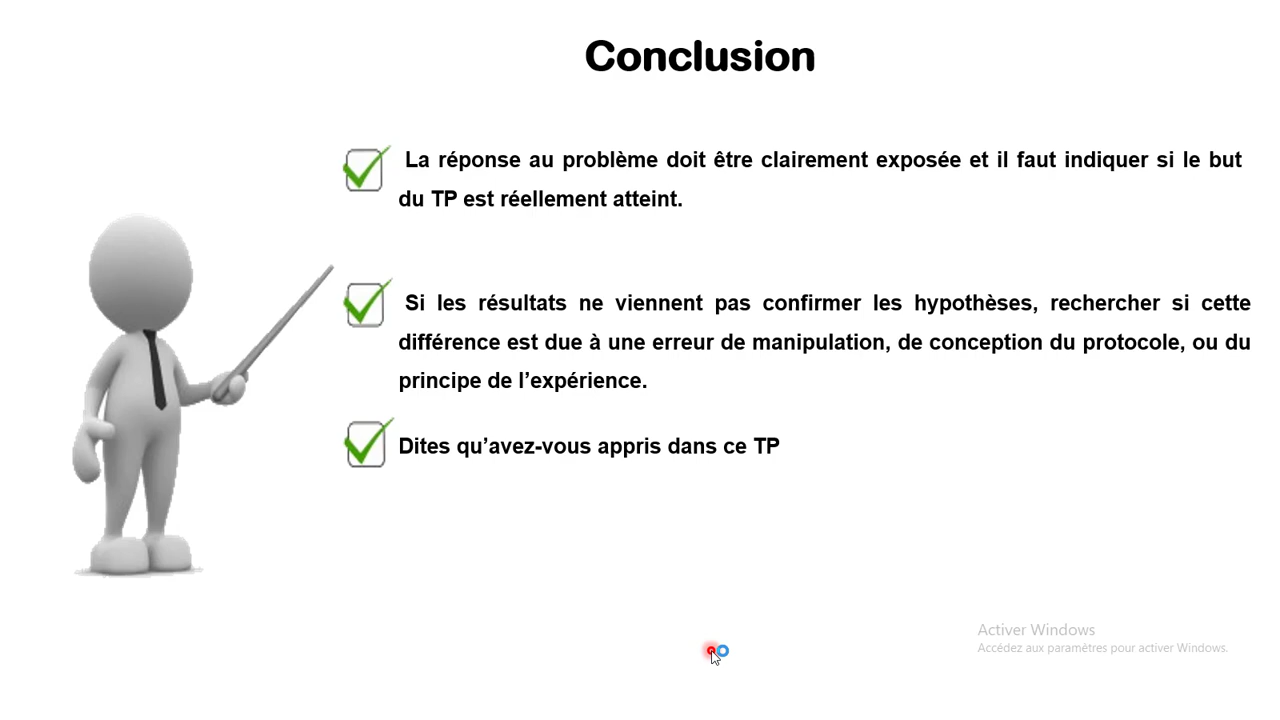 Conclusion
La réponse au problème doit être clairement exposée et il faut indiquer si le but
du TP est réellement atteint.
Si les résultats ne viennent pas confirmer les hypothèses, rechercher si cette
différence est due à une erreur de manipulation, de conception du protocole, ou du
principe de l’expérience.
Dites qu’avez-vous appris dans ce TP
Activer Windows
Accédez aux paramètres pour activer Windows.